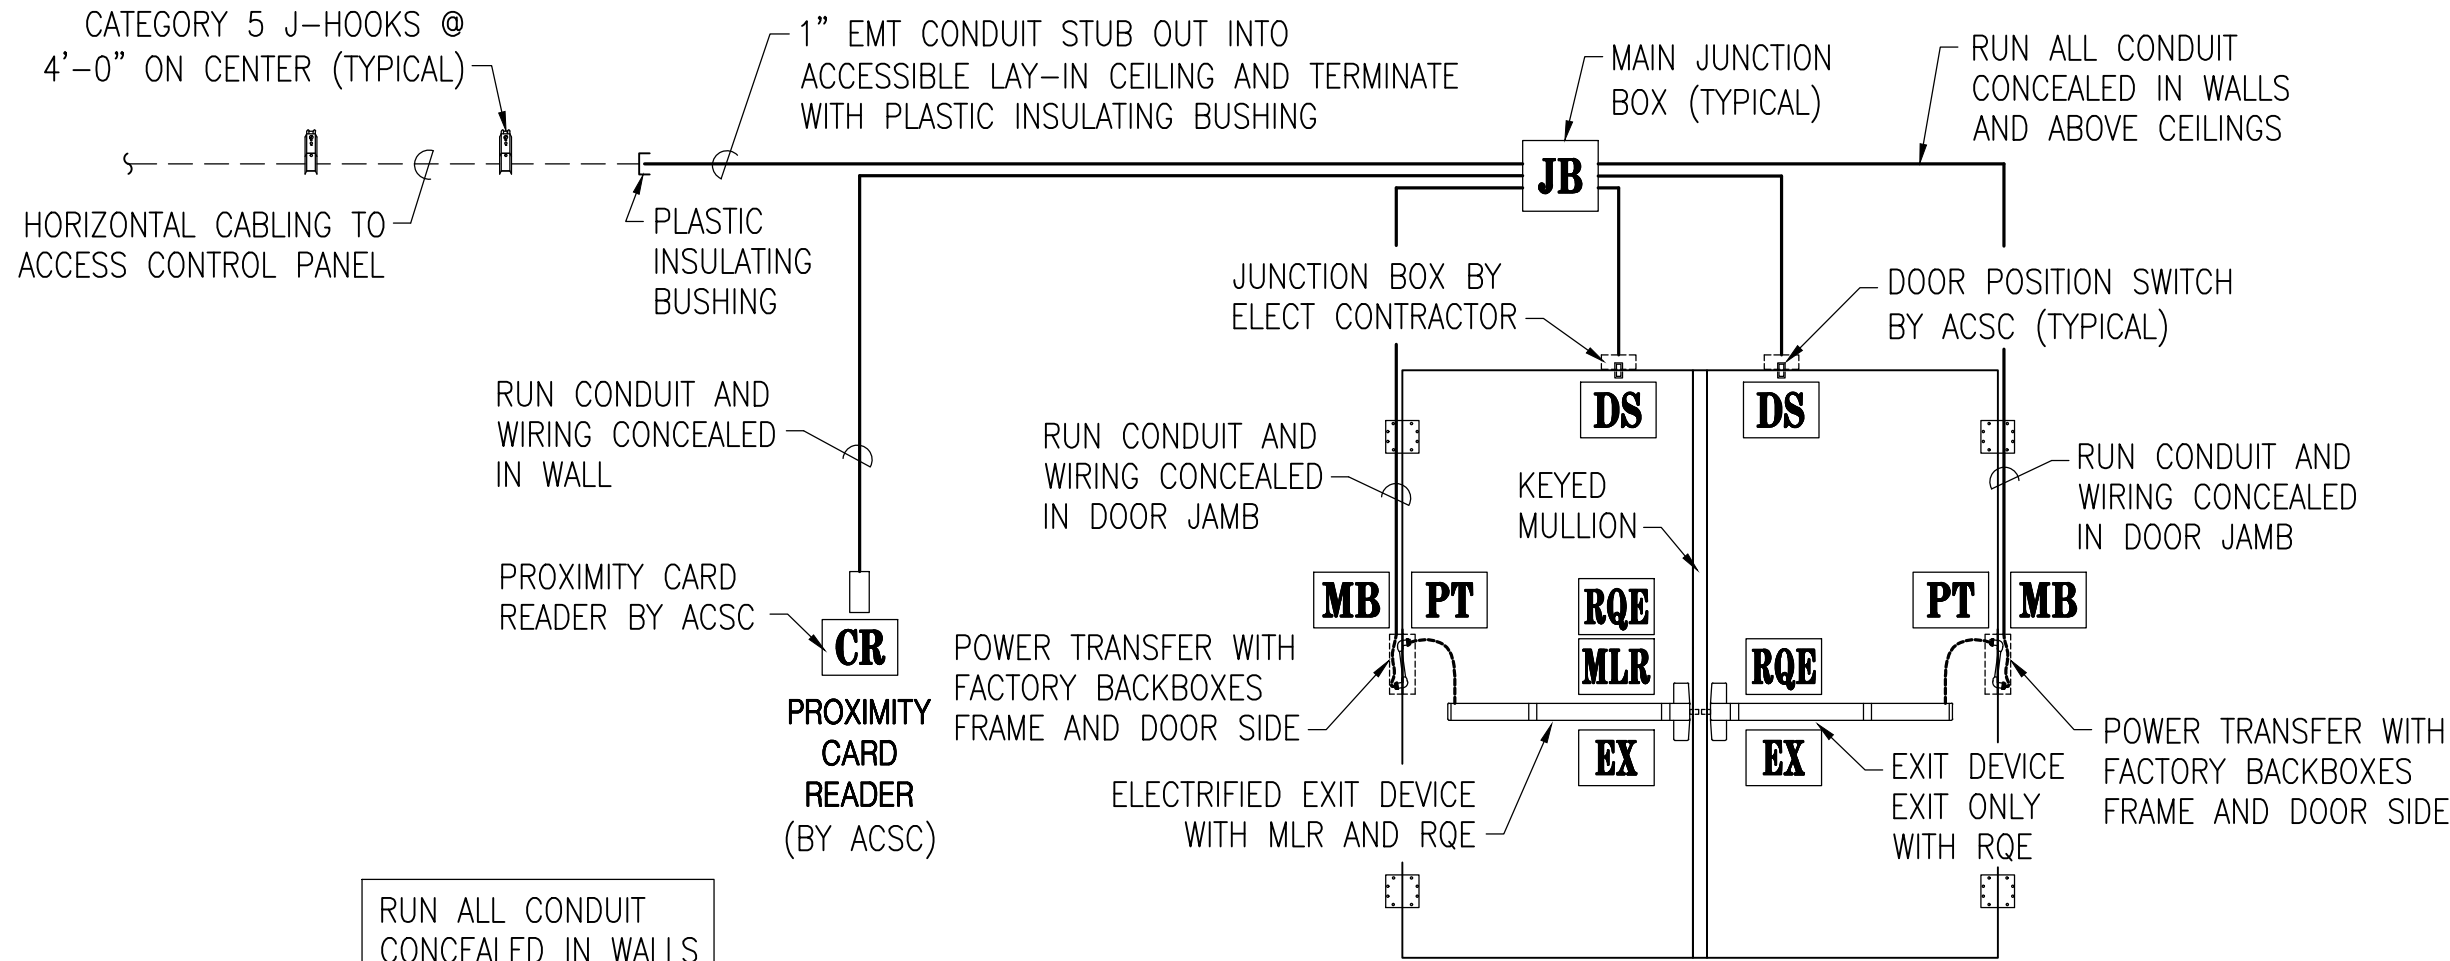 CATEGORY 5 J-HOOKS @
4'-0" ON CENTER (TYPICAL)
1" EMT CONDUIT STUB OUT INTO
ACCESSIBLE LAY-IN CEILING AND TERMINATE
WITH PLASTIC INSULATING BUSHING
MAIN JUNCTION
BOX (TYPICAL)
RUN ALL CONDUIT
CONCEALED IN WALLS
AND ABOVE CEILINGS
JB
HORIZONTAL CABLING TO
ACCESS CONTROL PANEL
PLASTIC
INSULATING
BUSHING
JUNCTION BOX BY
ELECT CONTRACTOR
DOOR POSITION SWITCH
BY ACSC (TYPICAL)
RUN CONDUIT AND
WIRING CONCEALED
IN WALL
DS
DS
RUN CONDUIT AND
WIRING CONCEALED
IN DOOR JAMB
KEYED
MULLION
RUN CONDUIT AND
WIRING CONCEALED
IN DOOR JAMB
PROXIMITY CARD
READER BY ACSC
CR
PROXIMITY
CARD
READER
(BY ACSC)
MB
PT
RQE
MLR
RQE
PT
MB
POWER TRANSFER WITH
FACTORY BACKBOXES
FRAME AND DOOR SIDE
EX
EX
ELECTRIFIED EXIT DEVICE
WITH MLR AND RQE
EXIT DEVICE
EXIT ONLY
WITH RQE
POWER TRANSFER WITH
FACTORY BACKBOXES
FRAME AND DOOR SIDE
RUN ALL CONDUIT
CONCEALED IN WALLS